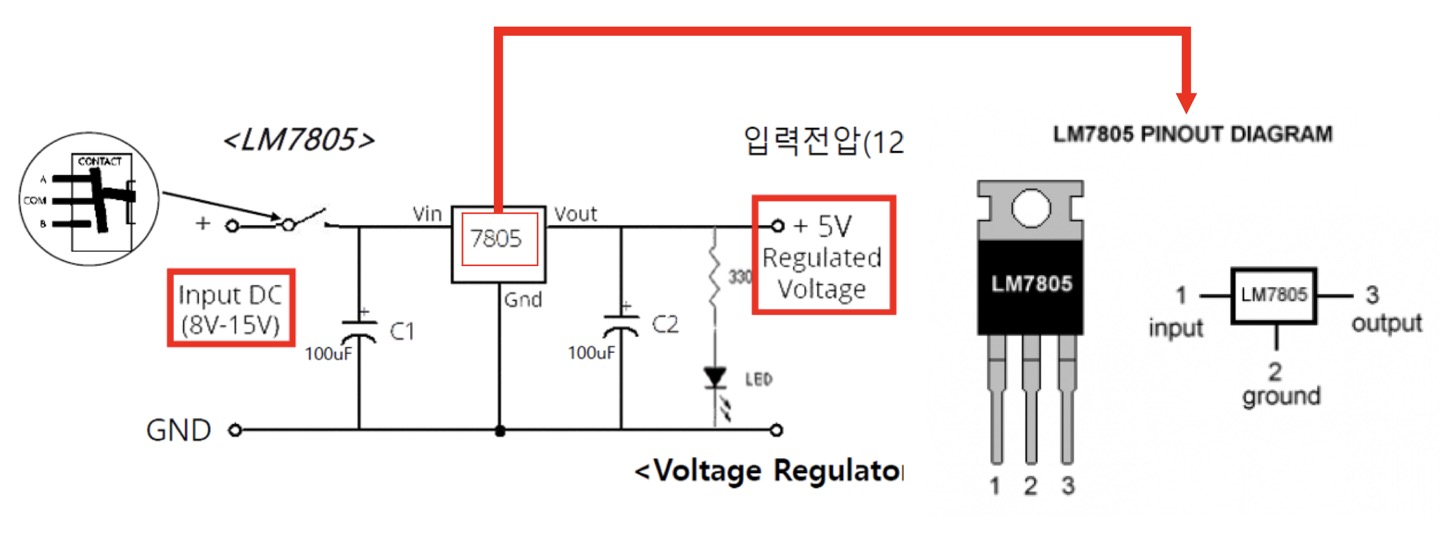 <LM7805>
입력전압(12
LM7805 PINOUT DIAGRAM
CONTACT
A
COM
B
+
Vin
7805
Vout
Gnd
+ 5V
Regulated
Voltage
Input DC
(8V-15V)
+
C1
100uF
+
C2
100uF
330
LED
GND
<Voltage Regulator
LM7805
1 2 3
1
input
LM7805
3
output
2
ground